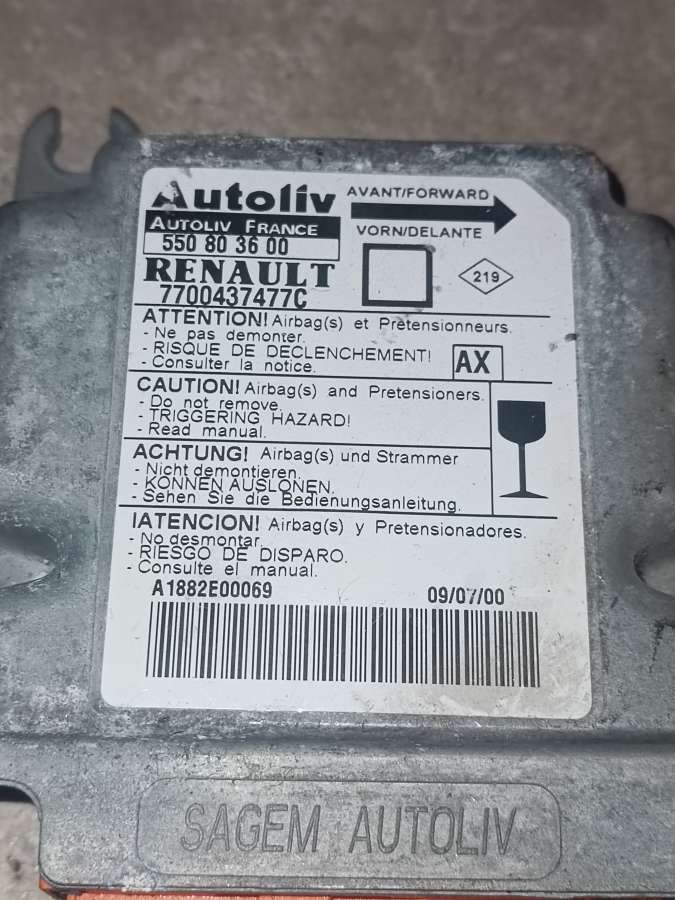 Autoliv
AUTOLIV FRANCE
550 80 36 00
RENAULT
7700437477C
AVANT/FORWARD
VORN/DELANTE
219
ATTENTION! Airbag(s) et Prétensionneurs.
- Ne pas demonter.
- RISQUE DE DECLENCHEMENT!
- Consulter la notice.
AX
CAUTION! Airbag(s) and Pretensioners.
- Do not remove.
- TRIGGERING HAZARD!
- Read manual.
ACHTUNG! Airbag(s) und Strammer
- Nicht demontieren.
- KONNEN AUSLONEN.
- Sehen Sie die Bedienungsanleitung.
IATENCION! Airbag(s) y Pretensionadores.
- No desmontar.
- RIESGO DE DISPARO.
- Consulte el manual.
A1882E00069 09/07/00
SAGEM AUTOLIV